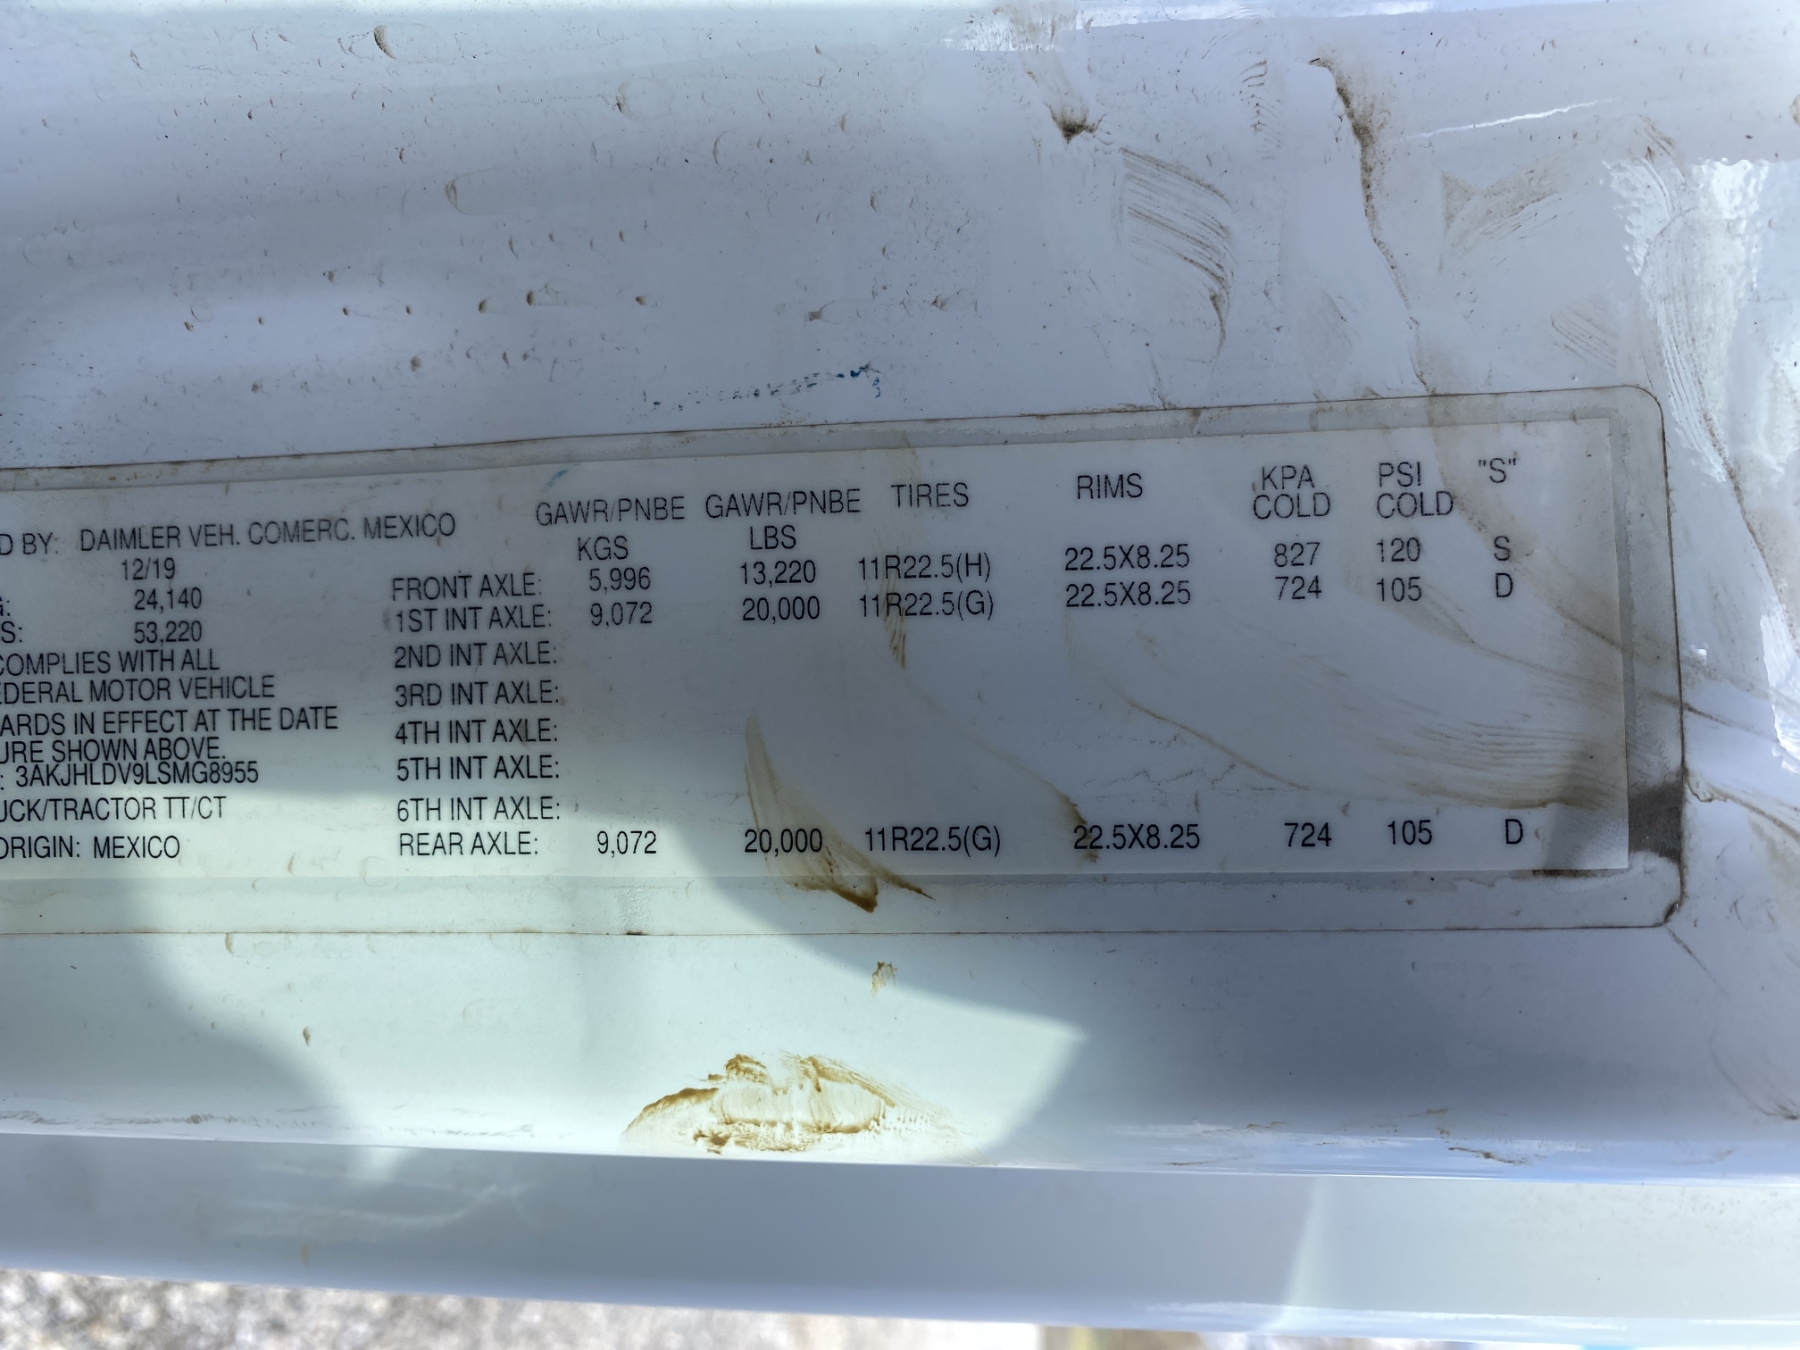 D BY: DAIMLER VEH. COMERC. MEXICO
12/19
G: 24,140
S: 53,220
COMPLIES WITH ALL
EDERAL MOTOR VEHICLE
ARDS IN EFFECT AT THE DATE
URE SHOWN ABOVE.
: 3AKJHLDV9LSMG8955
UCK/TRACTOR TT/CT
ORIGIN: MEXICO
GAWR/PNBE KGS GAWR/PNBE LBS TIRES RIMS KPA COLD PSI COLD "S"
FRONT AXLE: 5,996 13,220 11R22.5(H) 22.5X8.25 827 120 S
1ST INT AXLE: 9,072 20,000 11R22.5(G) 22.5X8.25 724 105 D
2ND INT AXLE:
3RD INT AXLE:
4TH INT AXLE:
5TH INT AXLE:
6TH INT AXLE:
REAR AXLE: 9,072 20,000 11R22.5(G) 22.5X8.25 724 105 D